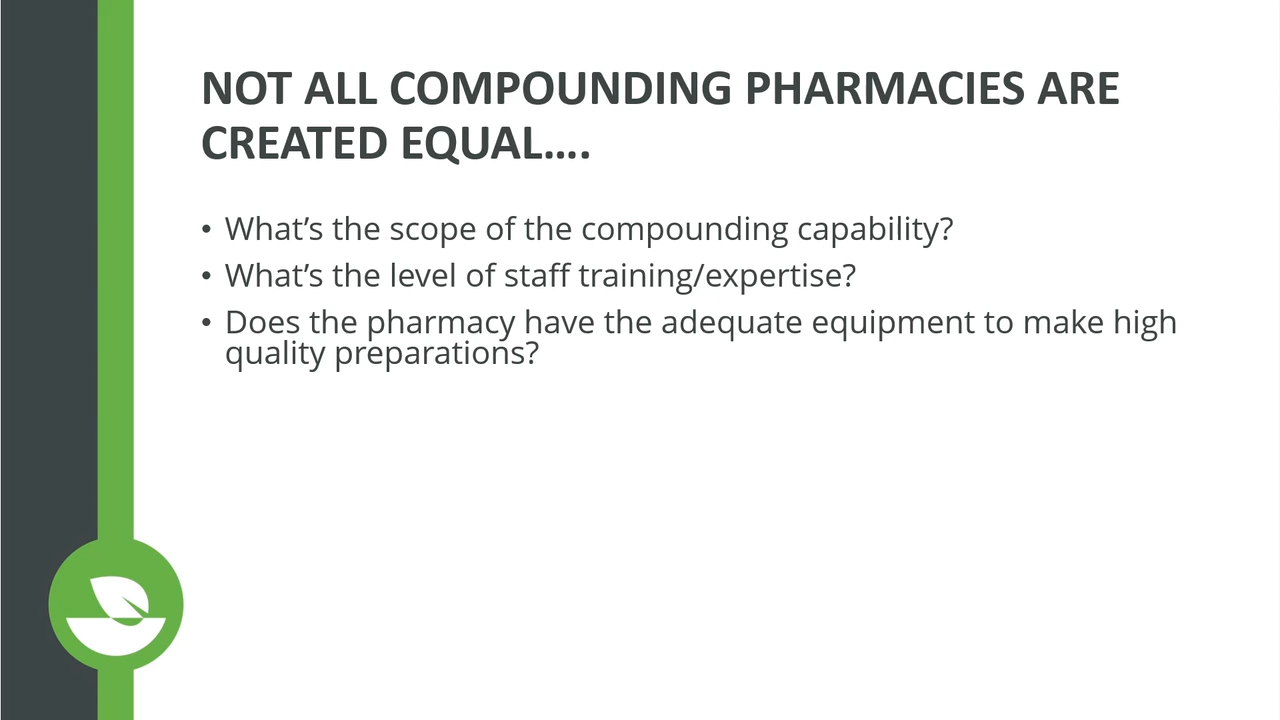 NOT ALL COMPOUNDING PHARMACIES ARE
CREATED EQUAL....
• What’s the scope of the compounding capability?
• What’s the level of staff training/expertise?
• Does the pharmacy have the adequate equipment to make high
quality preparations?